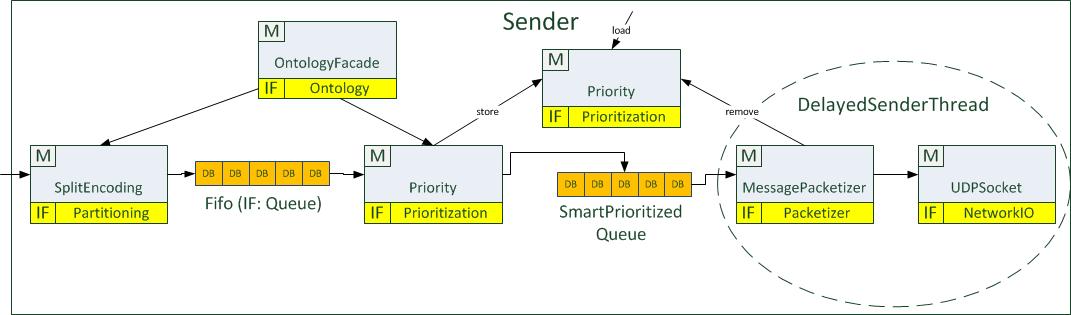 Sender
load
M
OntologyFacade
IF Ontology
M
Priority
IF Prioritization
store
remove
DelayedSenderThread
M
SplitEncoding
IF Partitioning
DB DB DB DB DB
Fifo (IF: Queue)
M
Priority
IF Prioritization
DB DB DB DB DB
SmartPrioritized
Queue
M
MessagePacketizer
IF Packetizer
M
UDPSocket
IF NetworkIO